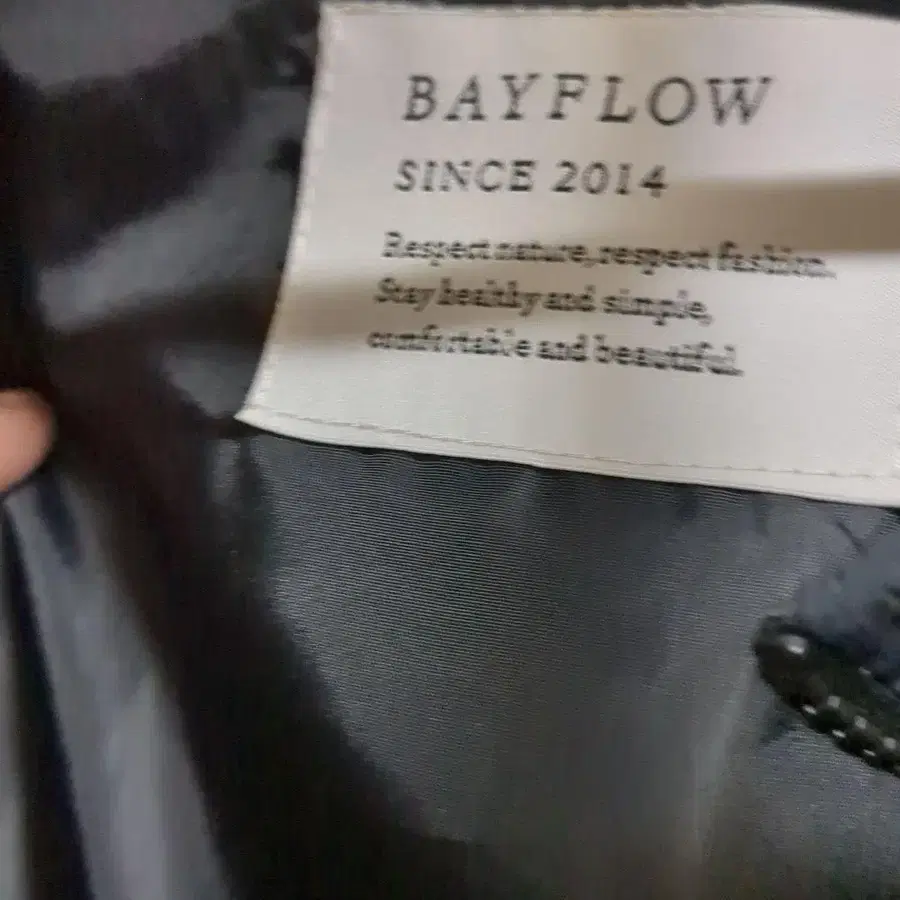 BAYFLOW
SINCE 2014
Respect nature, respect fashion.
Stay healthy and simple,
comfortable and beautiful.